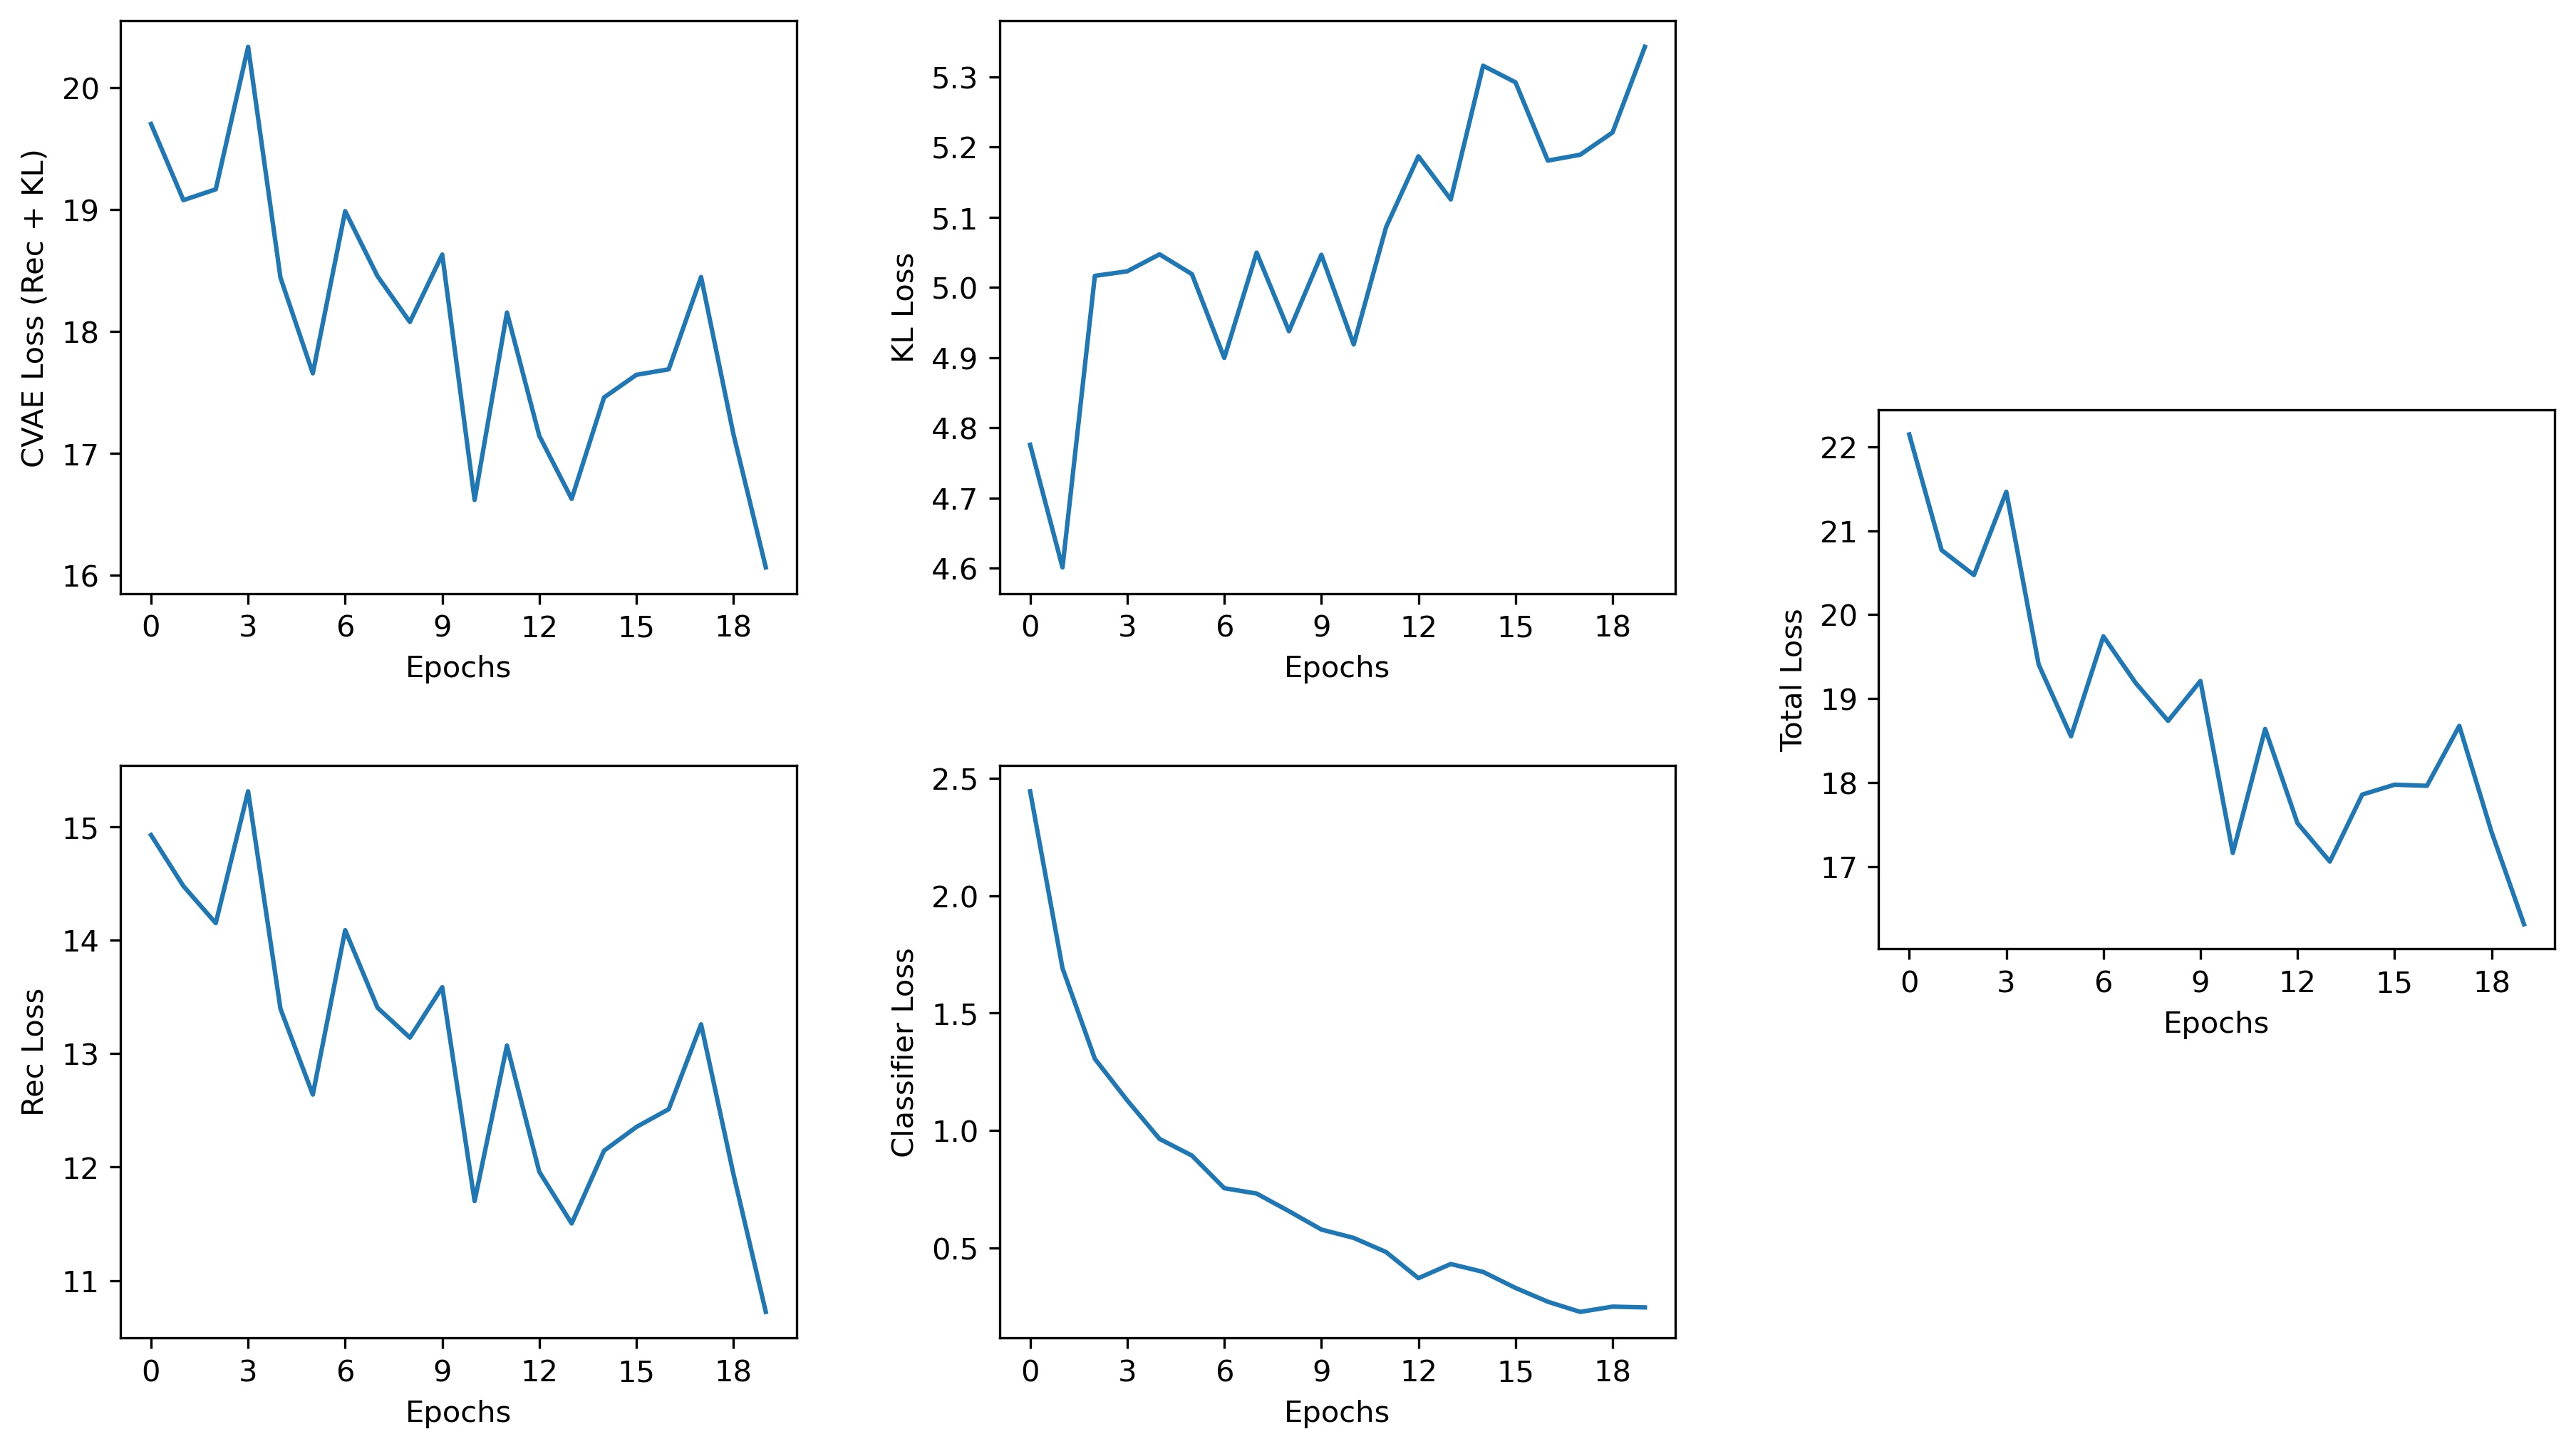 CVAE Loss (Rec + KL)
20
19
18
17
16
0 3 6 9 12 15 18
Epochs
KL Loss
5.3
5.2
5.1
5.0
4.9
4.8
4.7
4.6
0 3 6 9 12 15 18
Epochs
Rec Loss
15
14
13
12
11
0 3 6 9 12 15 18
Epochs
Classifier Loss
2.5
2.0
1.5
1.0
0.5
0 3 6 9 12 15 18
Epochs
Total Loss
22
21
20
19
18
17
0 3 6 9 12 15 18
Epochs